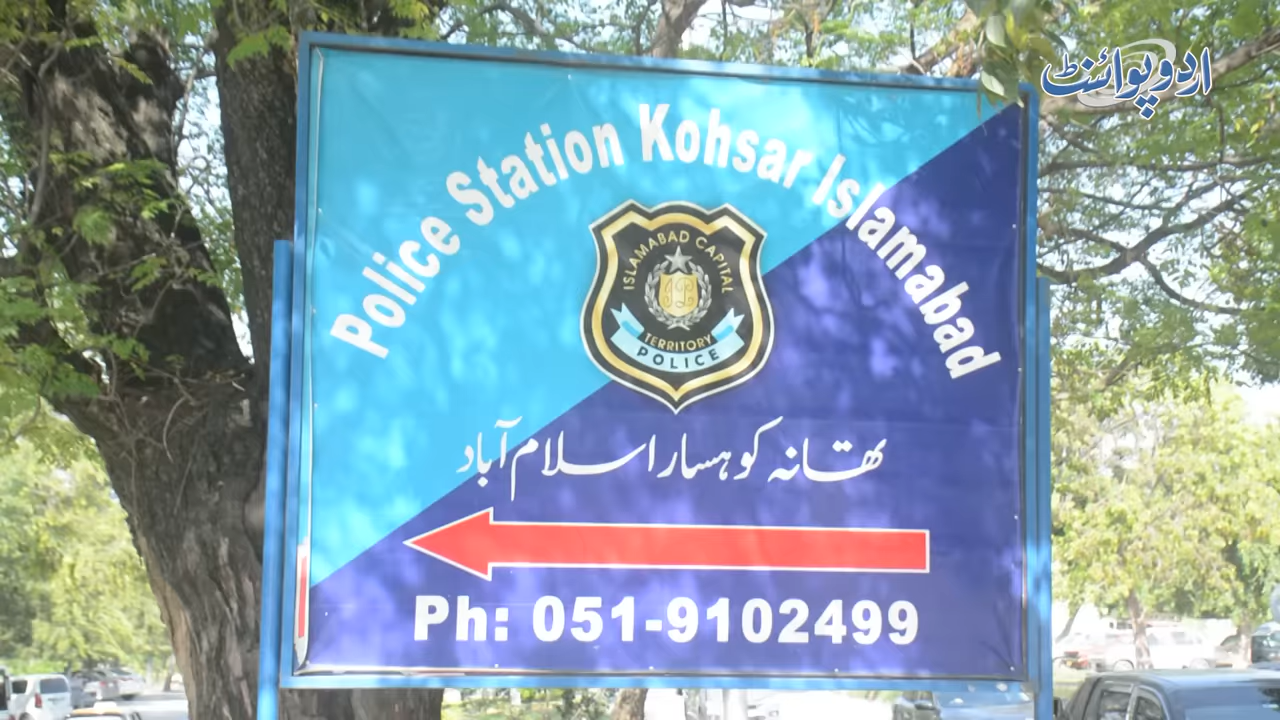 اردوپوائنٹ
Police Station Kohsar Islamabad
ISLAMABAD CAPITAL
TERRITORY
POLICE
تھانہ کوہسار اسلام آباد
Ph: 051-9102499